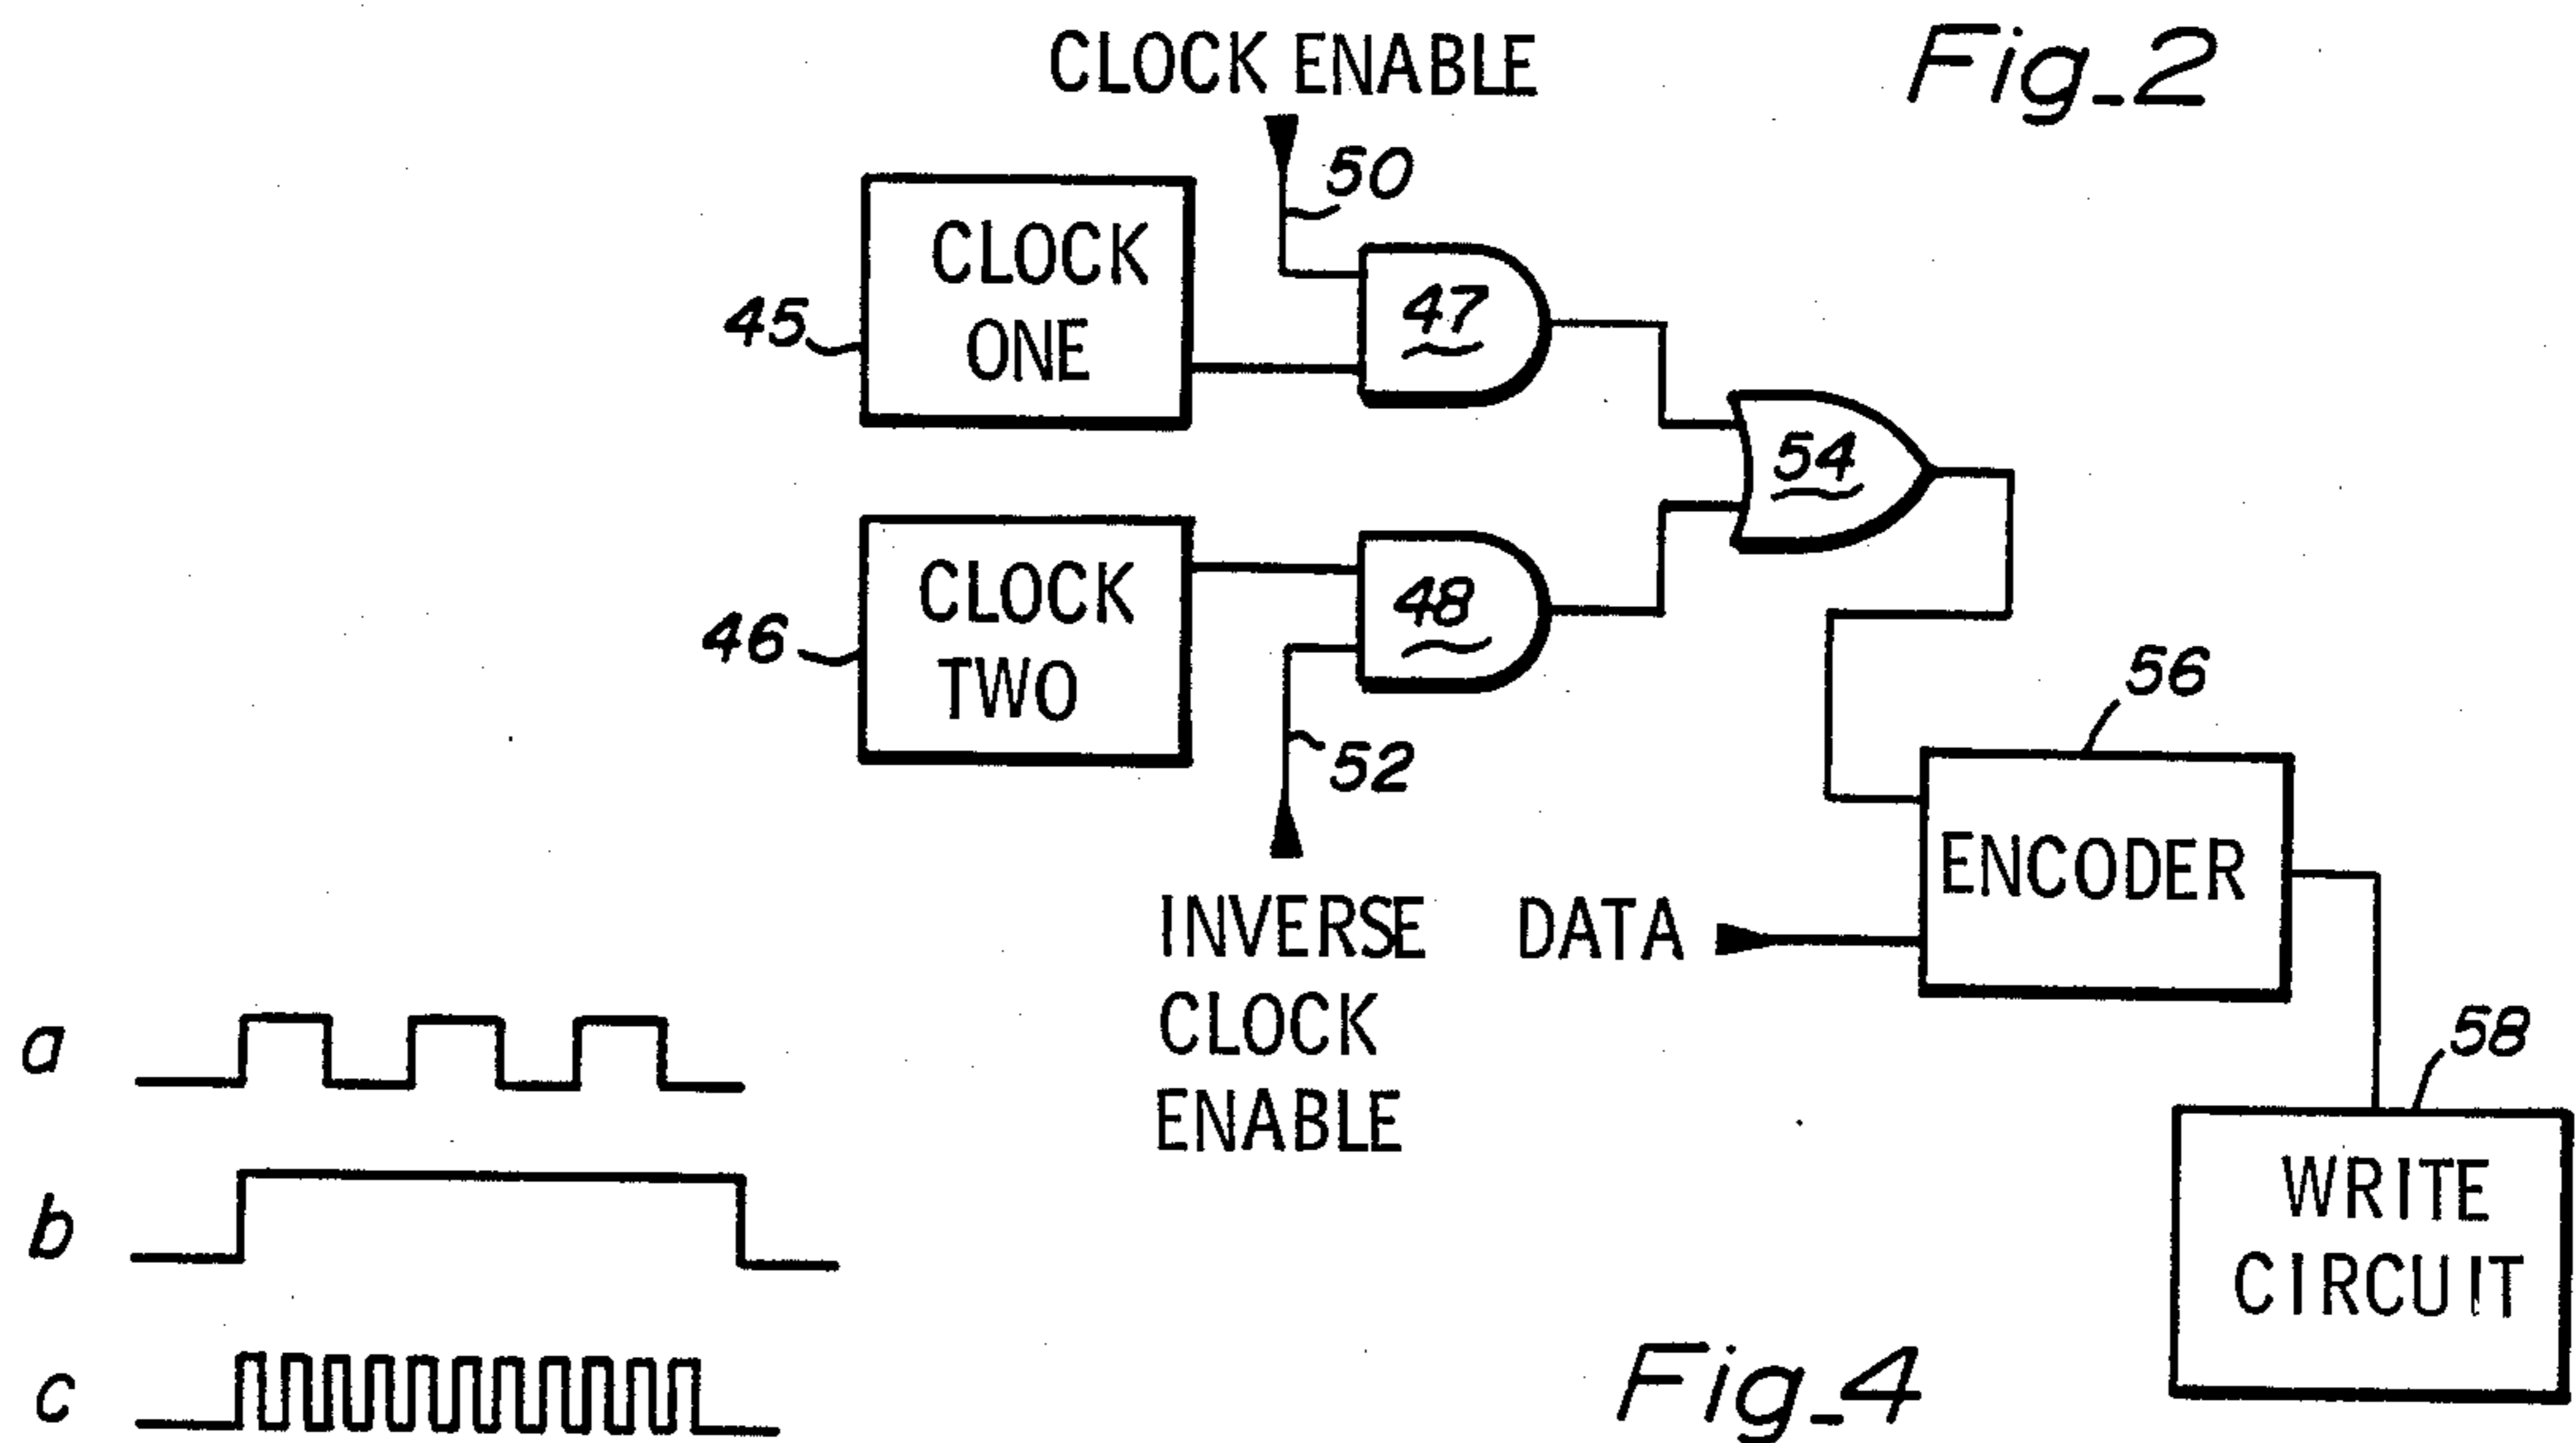 CLOCK ENABLE
Fig_2
50
CLOCK
ONE
45
47
54
CLOCK
TWO
46
48
52
56
ENCODER
INVERSE
CLOCK
ENABLE
DATA
58
WRITE
CIRCUIT
a
b
c
Fig_4